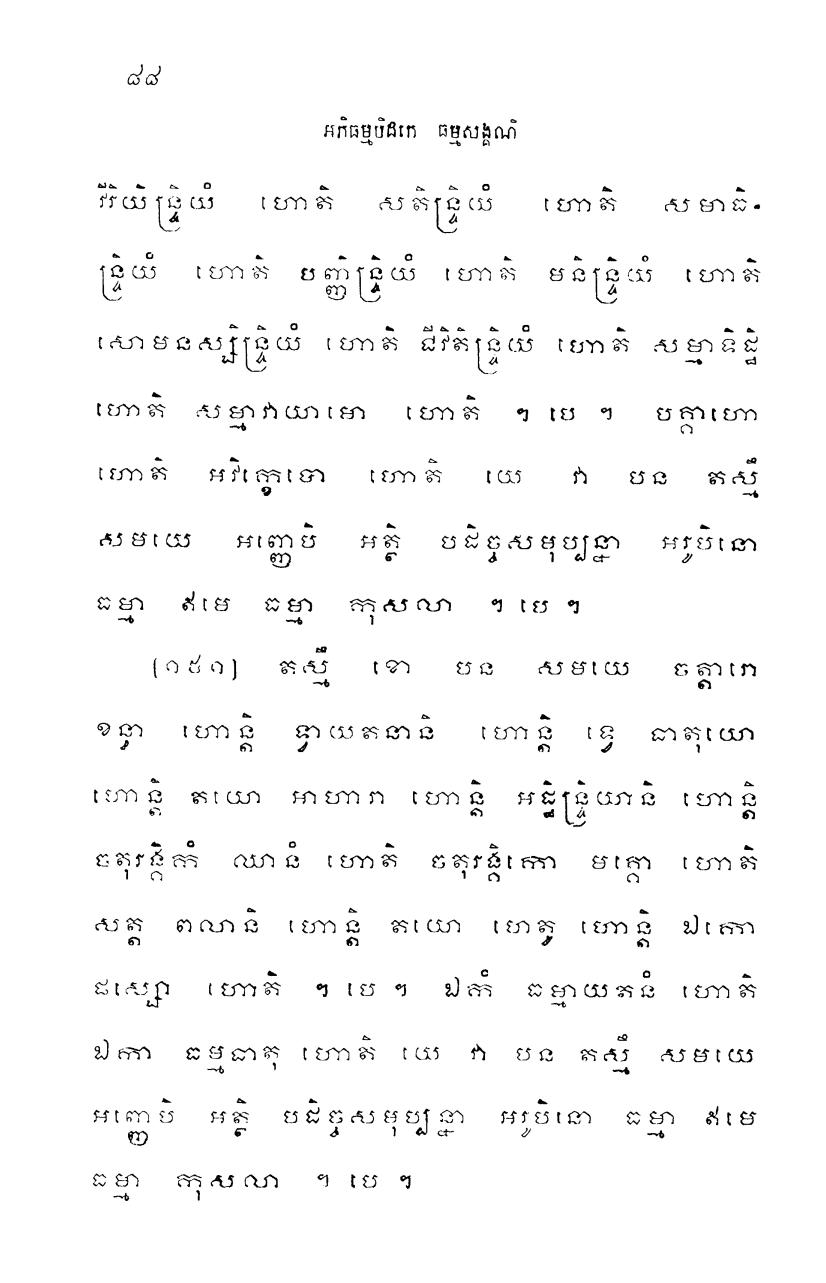 ៨៨
អភិធម្មបិដកេ ធម្មសង្គណិ
វីរិយិន្ទ្រិយំ ហោតិ សតិន្ទ្រិយំ ហោតិ សមាធិ-
ន្ទ្រិយំ ហោតិ បញ្ញិន្ទ្រិយំ ហោតិ មនិន្ទ្រិយំ ហោតិ
សោមនស្សិន្ទ្រិយំ ហោតិ ជីវិតិន្ទ្រិយំ ហោតិ សម្មាទិដ្ឋិ
ហោតិ សម្មាវាយាមោ ហោតិ ។ បេ ។ បគ្គាហោ
ហោតិ អវិក្ខេបោ ហោតិ យេ វា បន តស្មឹ
សមយេ អញ្ញេបិ អត្ថិ បដិច្ចសមុប្បន្នា អរូបិនោ
ធម្មា ឥមេ ធម្មា កុសលា ។ បេ ។
[១៥១] តស្មឹ ខោ បន សមយេ ចត្តារោ
ខន្ធា ហោន្តិ ទ្វាយតនានិ ហោន្តិ ទ្វេ ធាតុយោ
ហោន្តិ តយោ អាហារា ហោន្តិ អដ្ឋិន្ទ្រិយានិ ហោន្តិ
ចតុរង្គិកំ ឈានំ ហោតិ ចតុរង្គិកោ មគ្គោ ហោតិ
សត្ត ពលានិ ហោន្តិ តយោ ហេតូ ហោន្តិ ឯកោ
ផស្សោ ហោតិ ។ បេ ។ ឯកំ ធម្មាយតនំ ហោតិ
ឯកា ធម្មធាតុ ហោតិ យេ វា បន តស្មឹ សមយេ
អញ្ញេបិ អត្ថិ បដិច្ចសមុប្បន្នា អរូបិនោ ធម្មា ឥមេ
ធម្មា កុសលា ។ បេ ។